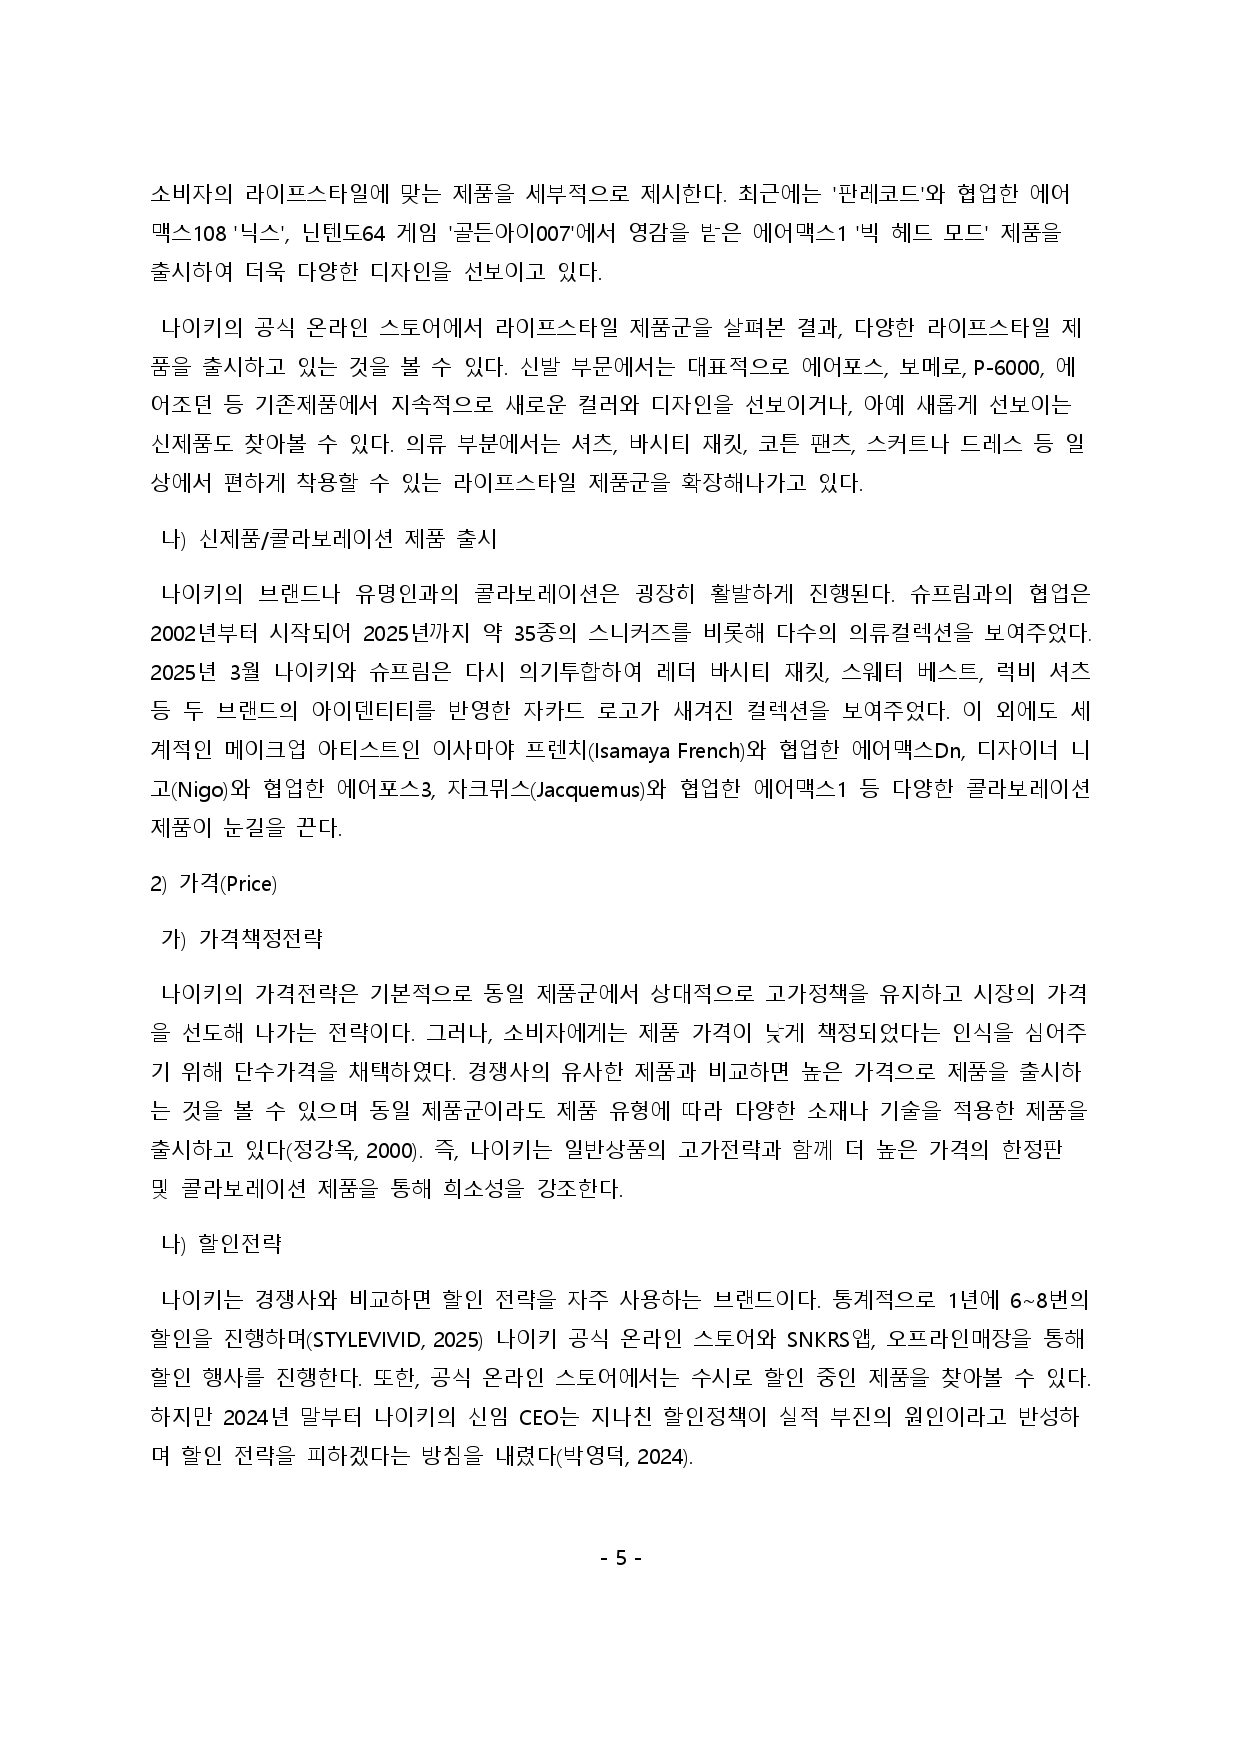 소비자의 라이프스타일에 맞는 제품을 세부적으로 제시한다. 최근에는 '판레코드'와 협업한 에어
맥스108 '닉스', 닌텐도64 게임 '골든아이007'에서 영감을 받은 에어맥스1 '빅 헤드 모드' 제품을
출시하여 더욱 다양한 디자인을 선보이고 있다.
나이키의 공식 온라인 스토어에서 라이프스타일 제품군을 살펴본 결과, 다양한 라이프스타일 제
품을 출시하고 있는 것을 볼 수 있다. 신발 부문에서는 대표적으로 에어포스, 보메로, P-6000, 에
어조던 등 기존제품에서 지속적으로 새로운 컬러와 디자인을 선보이거나, 아예 새롭게 선보이는
신제품도 찾아볼 수 있다. 의류 부분에서는 셔츠, 바시티 재킷, 코튼 팬츠, 스커트나 드레스 등 일
상에서 편하게 착용할 수 있는 라이프스타일 제품군을 확장해나가고 있다.
나) 신제품/콜라보레이션 제품 출시
나이키의 브랜드나 유명인과의 콜라보레이션은 굉장히 활발하게 진행된다. 슈프림과의 협업은
2002년부터 시작되어 2025년까지 약 35종의 스니커즈를 비롯해 다수의 의류컬렉션을 보여주었다.
2025년 3월 나이키와 슈프림은 다시 의기투합하여 레더 바시티 재킷, 스웨터 베스트, 럭비 셔츠
등 두 브랜드의 아이덴티티를 반영한 자카드 로고가 새겨진 컬렉션을 보여주었다. 이 외에도 세
계적인 메이크업 아티스트인 이사마야 프렌치(Isamaya French)와 협업한 에어맥스Dn, 디자이너 니
고(Nigo)와 협업한 에어포스3, 자크뮈스(Jacquemus)와 협업한 에어맥스1 등 다양한 콜라보레이션
제품이 눈길을 끈다.
2) 가격(Price)
가) 가격책정전략
나이키의 가격전략은 기본적으로 동일 제품군에서 상대적으로 고가정책을 유지하고 시장의 가격
을 선도해 나가는 전략이다. 그러나, 소비자에게는 제품 가격이 낮게 책정되었다는 인식을 심어주
기 위해 단수가격을 채택하였다. 경쟁사의 유사한 제품과 비교하면 높은 가격으로 제품을 출시하
는 것을 볼 수 있으며 동일 제품군이라도 제품 유형에 따라 다양한 소재나 기술을 적용한 제품을
출시하고 있다(정강옥, 2000). 즉, 나이키는 일반상품의 고가전략과 함께 더 높은 가격의 한정판
및 콜라보레이션 제품을 통해 희소성을 강조한다.
나) 할인전략
나이키는 경쟁사와 비교하면 할인 전략을 자주 사용하는 브랜드이다. 통계적으로 1년에 6~8번의
할인을 진행하며(STYLEVIVID, 2025) 나이키 공식 온라인 스토어와 SNKRS앱, 오프라인매장을 통해
할인 행사를 진행한다. 또한, 공식 온라인 스토어에서는 수시로 할인 중인 제품을 찾아볼 수 있다.
하지만 2024년 말부터 나이키의 신임 CEO는 지나친 할인정책이 실적 부진의 원인이라고 반성하
며 할인 전략을 피하겠다는 방침을 내렸다(박영덕, 2024).
- 5 -